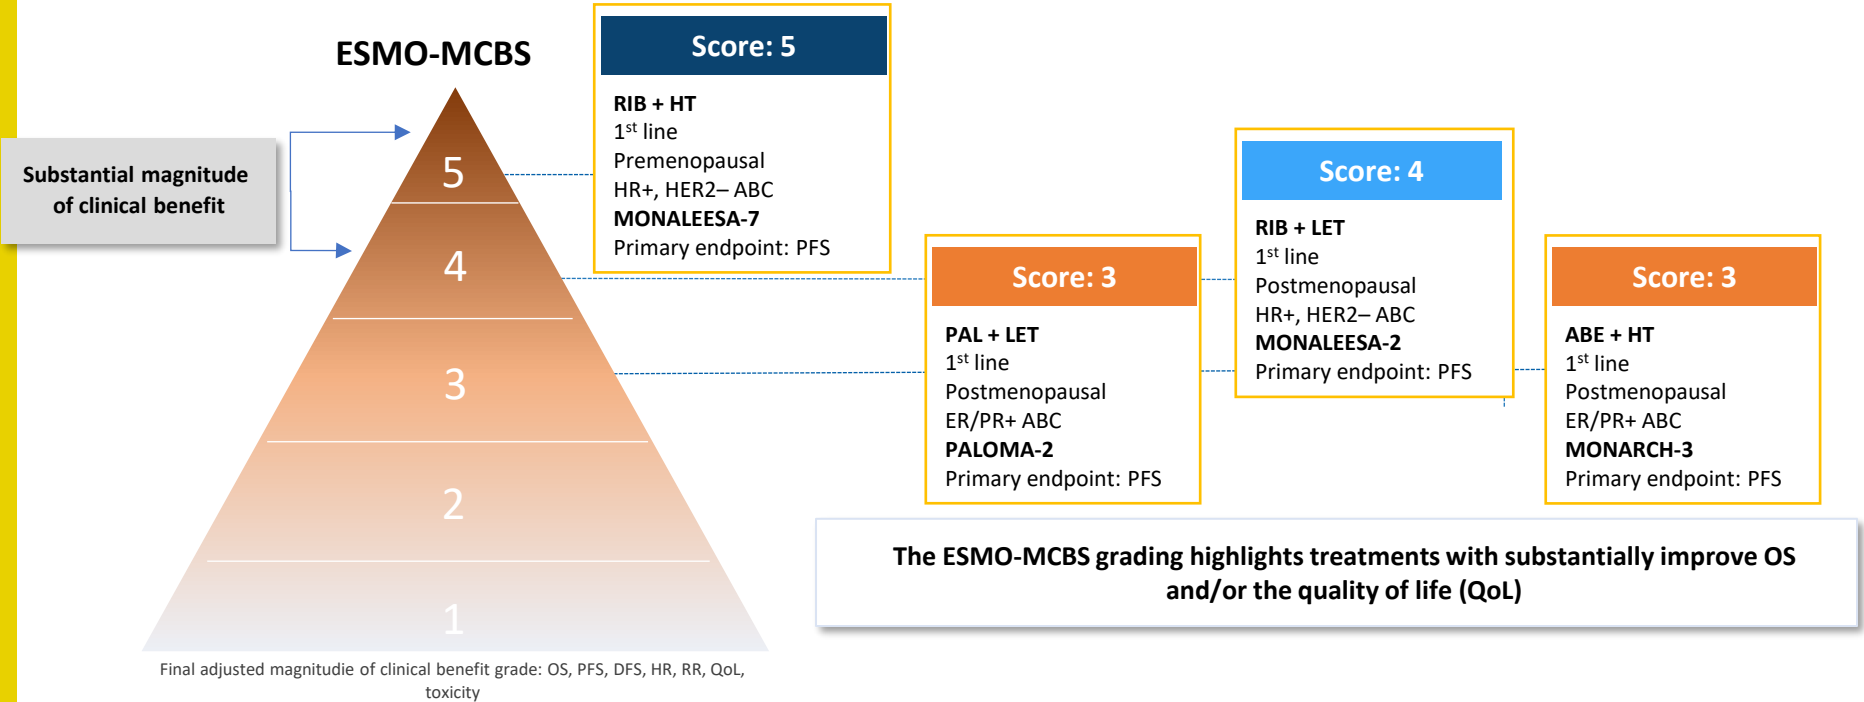 ESMO-MCBS
Substantial magnitude
of clinical benefit
5
4
3
2
1
Final adjusted magnitudie of clinical benefit grade: OS, PFS, DFS, HR, RR, QoL,
toxicity
Score: 5
RIB + HT
1st line
Premenopausal
HR+, HER2– ABC
MONALEESA-7
Primary endpoint: PFS
Score: 3
PAL + LET
1st line
Postmenopausal
ER/PR+ ABC
PALOMA-2
Primary endpoint: PFS
Score: 4
RIB + LET
1st line
Postmenopausal
HR+, HER2– ABC
MONALEESA-2
Primary endpoint: PFS
Score: 3
ABE + HT
1st line
Postmenopausal
ER/PR+ ABC
MONARCH-3
Primary endpoint: PFS
The ESMO-MCBS grading highlights treatments with substantially improve OS
and/or the quality of life (QoL)